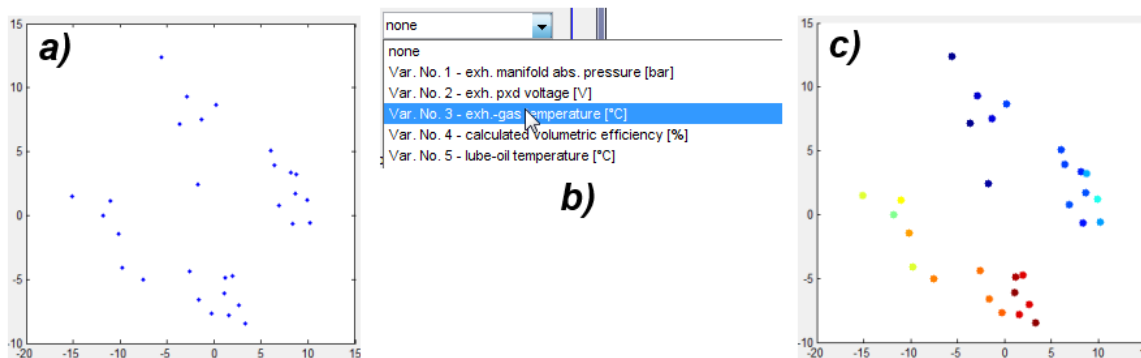 a)
15
10
5
0
-5
-10
-20
-15
-10
-5
0
5
10
15
none
none
Var. No. 1 - exh. manifold abs. pressure [bar]
Var. No. 2 - exh. pxd voltage [V]
Var. No. 3 - exh.-gas temperature [°C]
Var. No. 4 - calculated volumetric efficiency [%]
Var. No. 5 - lube-oil temperature [°C]
b)
c)
15
10
5
0
-5
-10
-20
-15
-10
-5
0
5
10
15